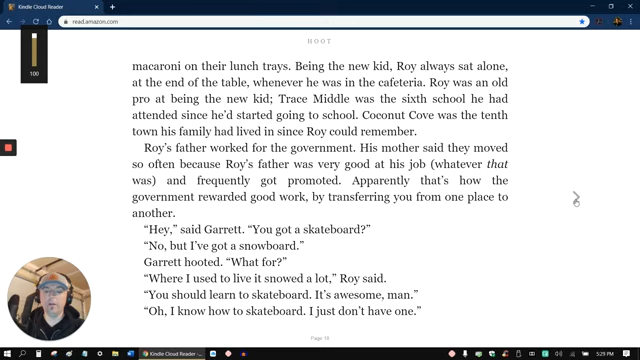 Kindle Cloud Reader
read.amazon.com
HOOT
100
macaroni on their lunch trays. Being the new kid, Roy always sat alone,
at the end of the table, whenever he was in the cafeteria. Roy was an old
pro at being the new kid; Trace Middle was the sixth school he had
attended since he’d started going to school. Coconut Cove was the tenth
town his family had lived in since Roy could remember.
Roy’s father worked for the government. His mother said they moved
so often because Roy’s father was very good at his job (whatever that
was) and frequently got promoted. Apparently that’s how the
government rewarded good work, by transferring you from one place to
another.
“Hey,” said Garrett. “You got a skateboard?”
“No, but I’ve got a snowboard.”
Garrett hooted. “What for?”
“Where I used to live it snowed a lot,” Roy said.
“You should learn to skateboard. It’s awesome, man.”
“Oh, I know how to skateboard. I just don’t have one.”
Page 18
Kindle Cloud Reader -
5:29 PM